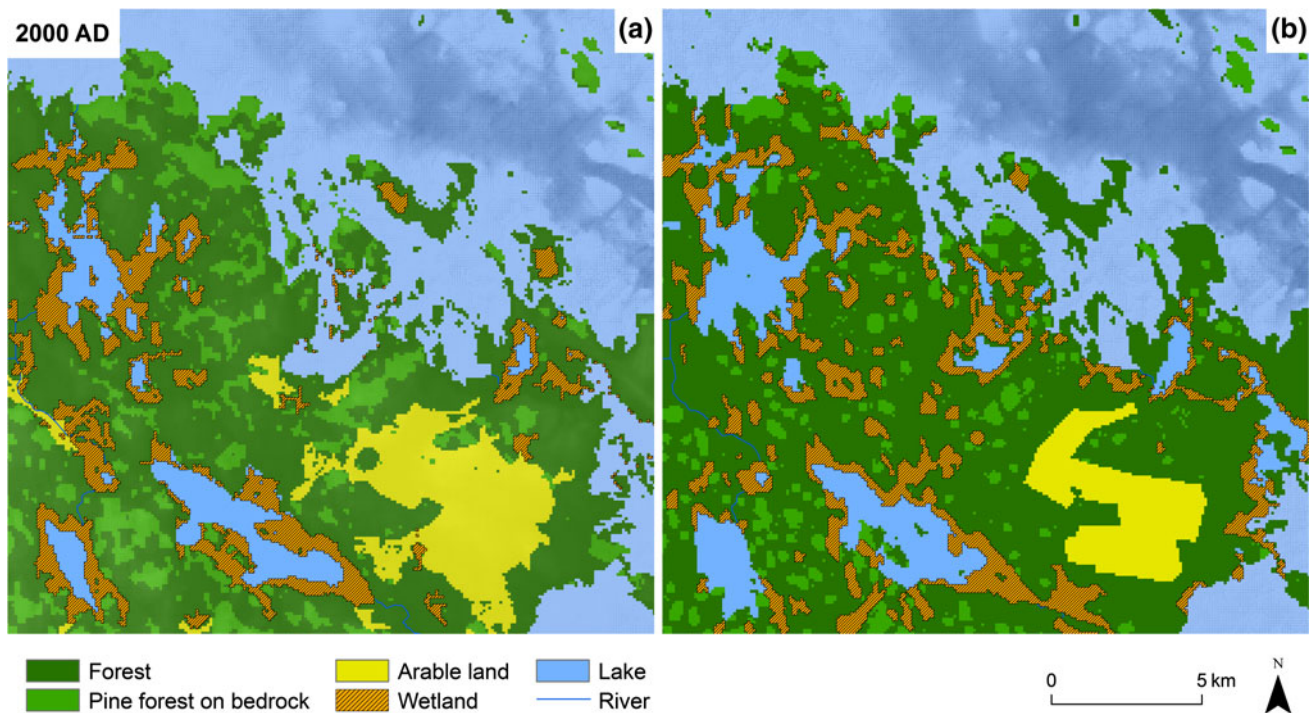 2000 AD
(a)
(b)
Forest
Pine forest on bedrock
Arable land
Wetland
Lake
River
0 5 km
N